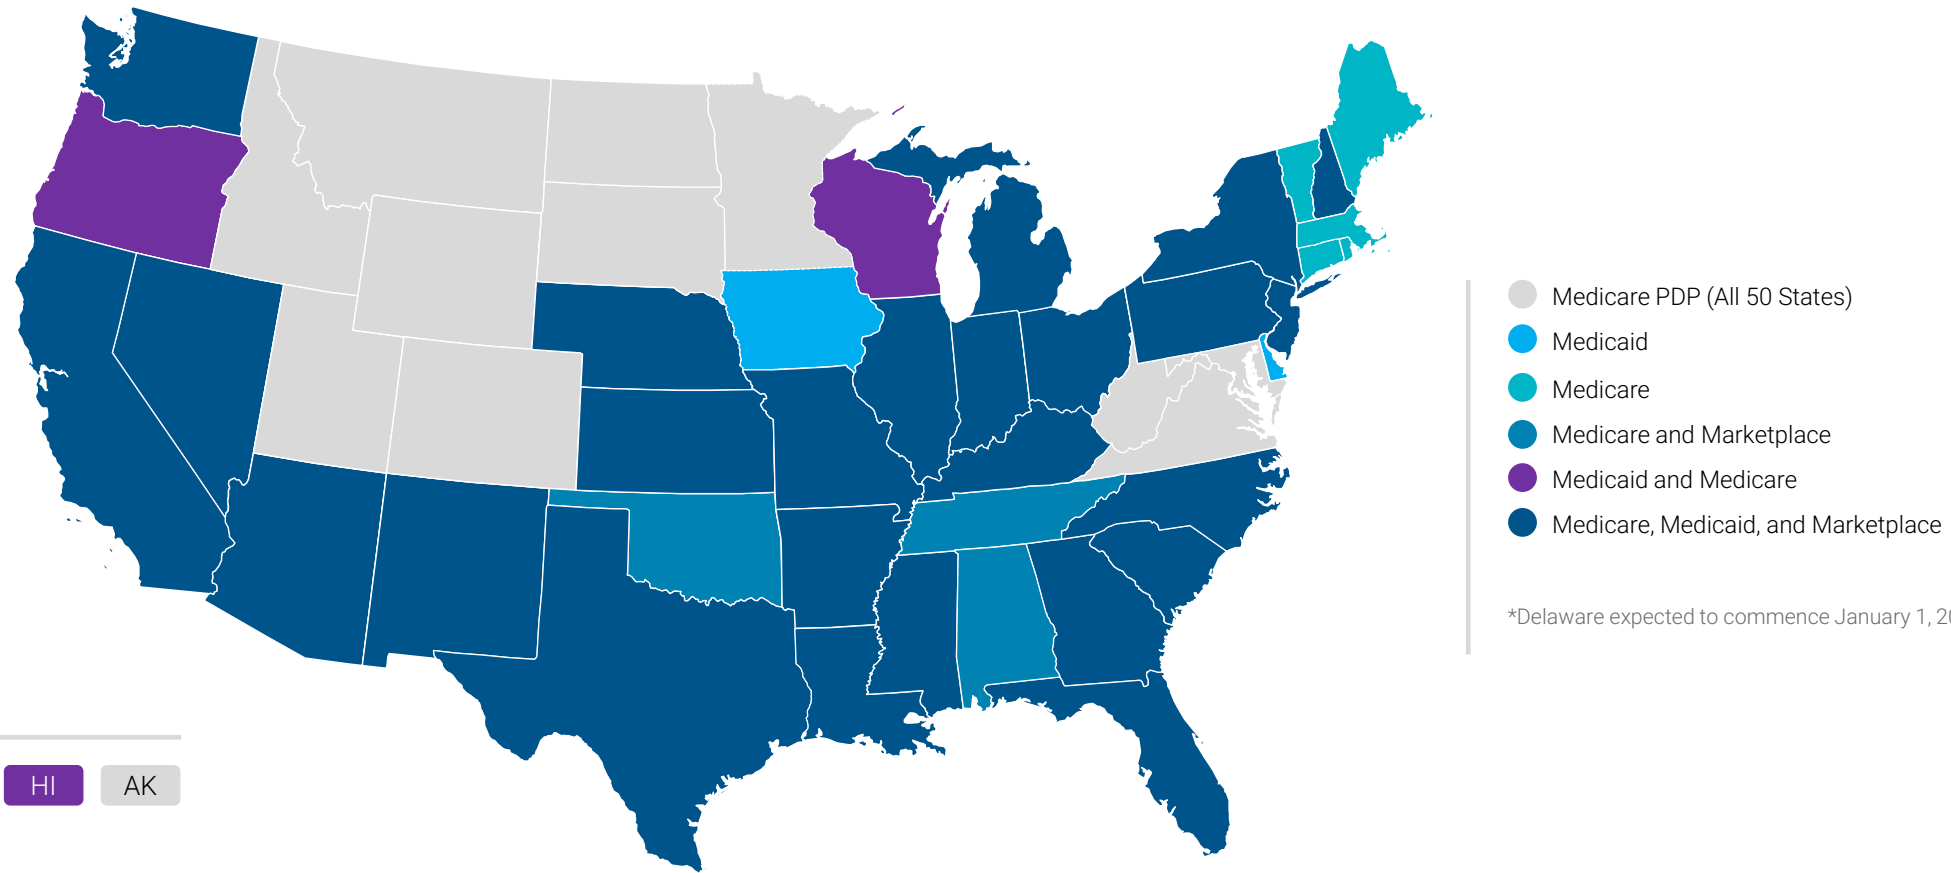 Medicare PDP (All 50 States)
Medicaid
Medicare
Medicare and Marketplace
Medicaid and Medicare
Medicare, Medicaid, and Marketplace
*Delaware expected to commence January 1,
HI
AK